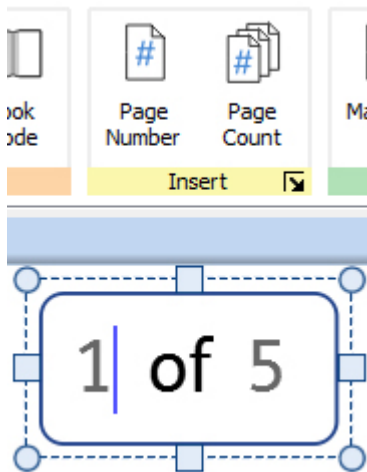 #
#
ook
ode
Page
Number
Page
Count
Ma
Insert
1 of 5